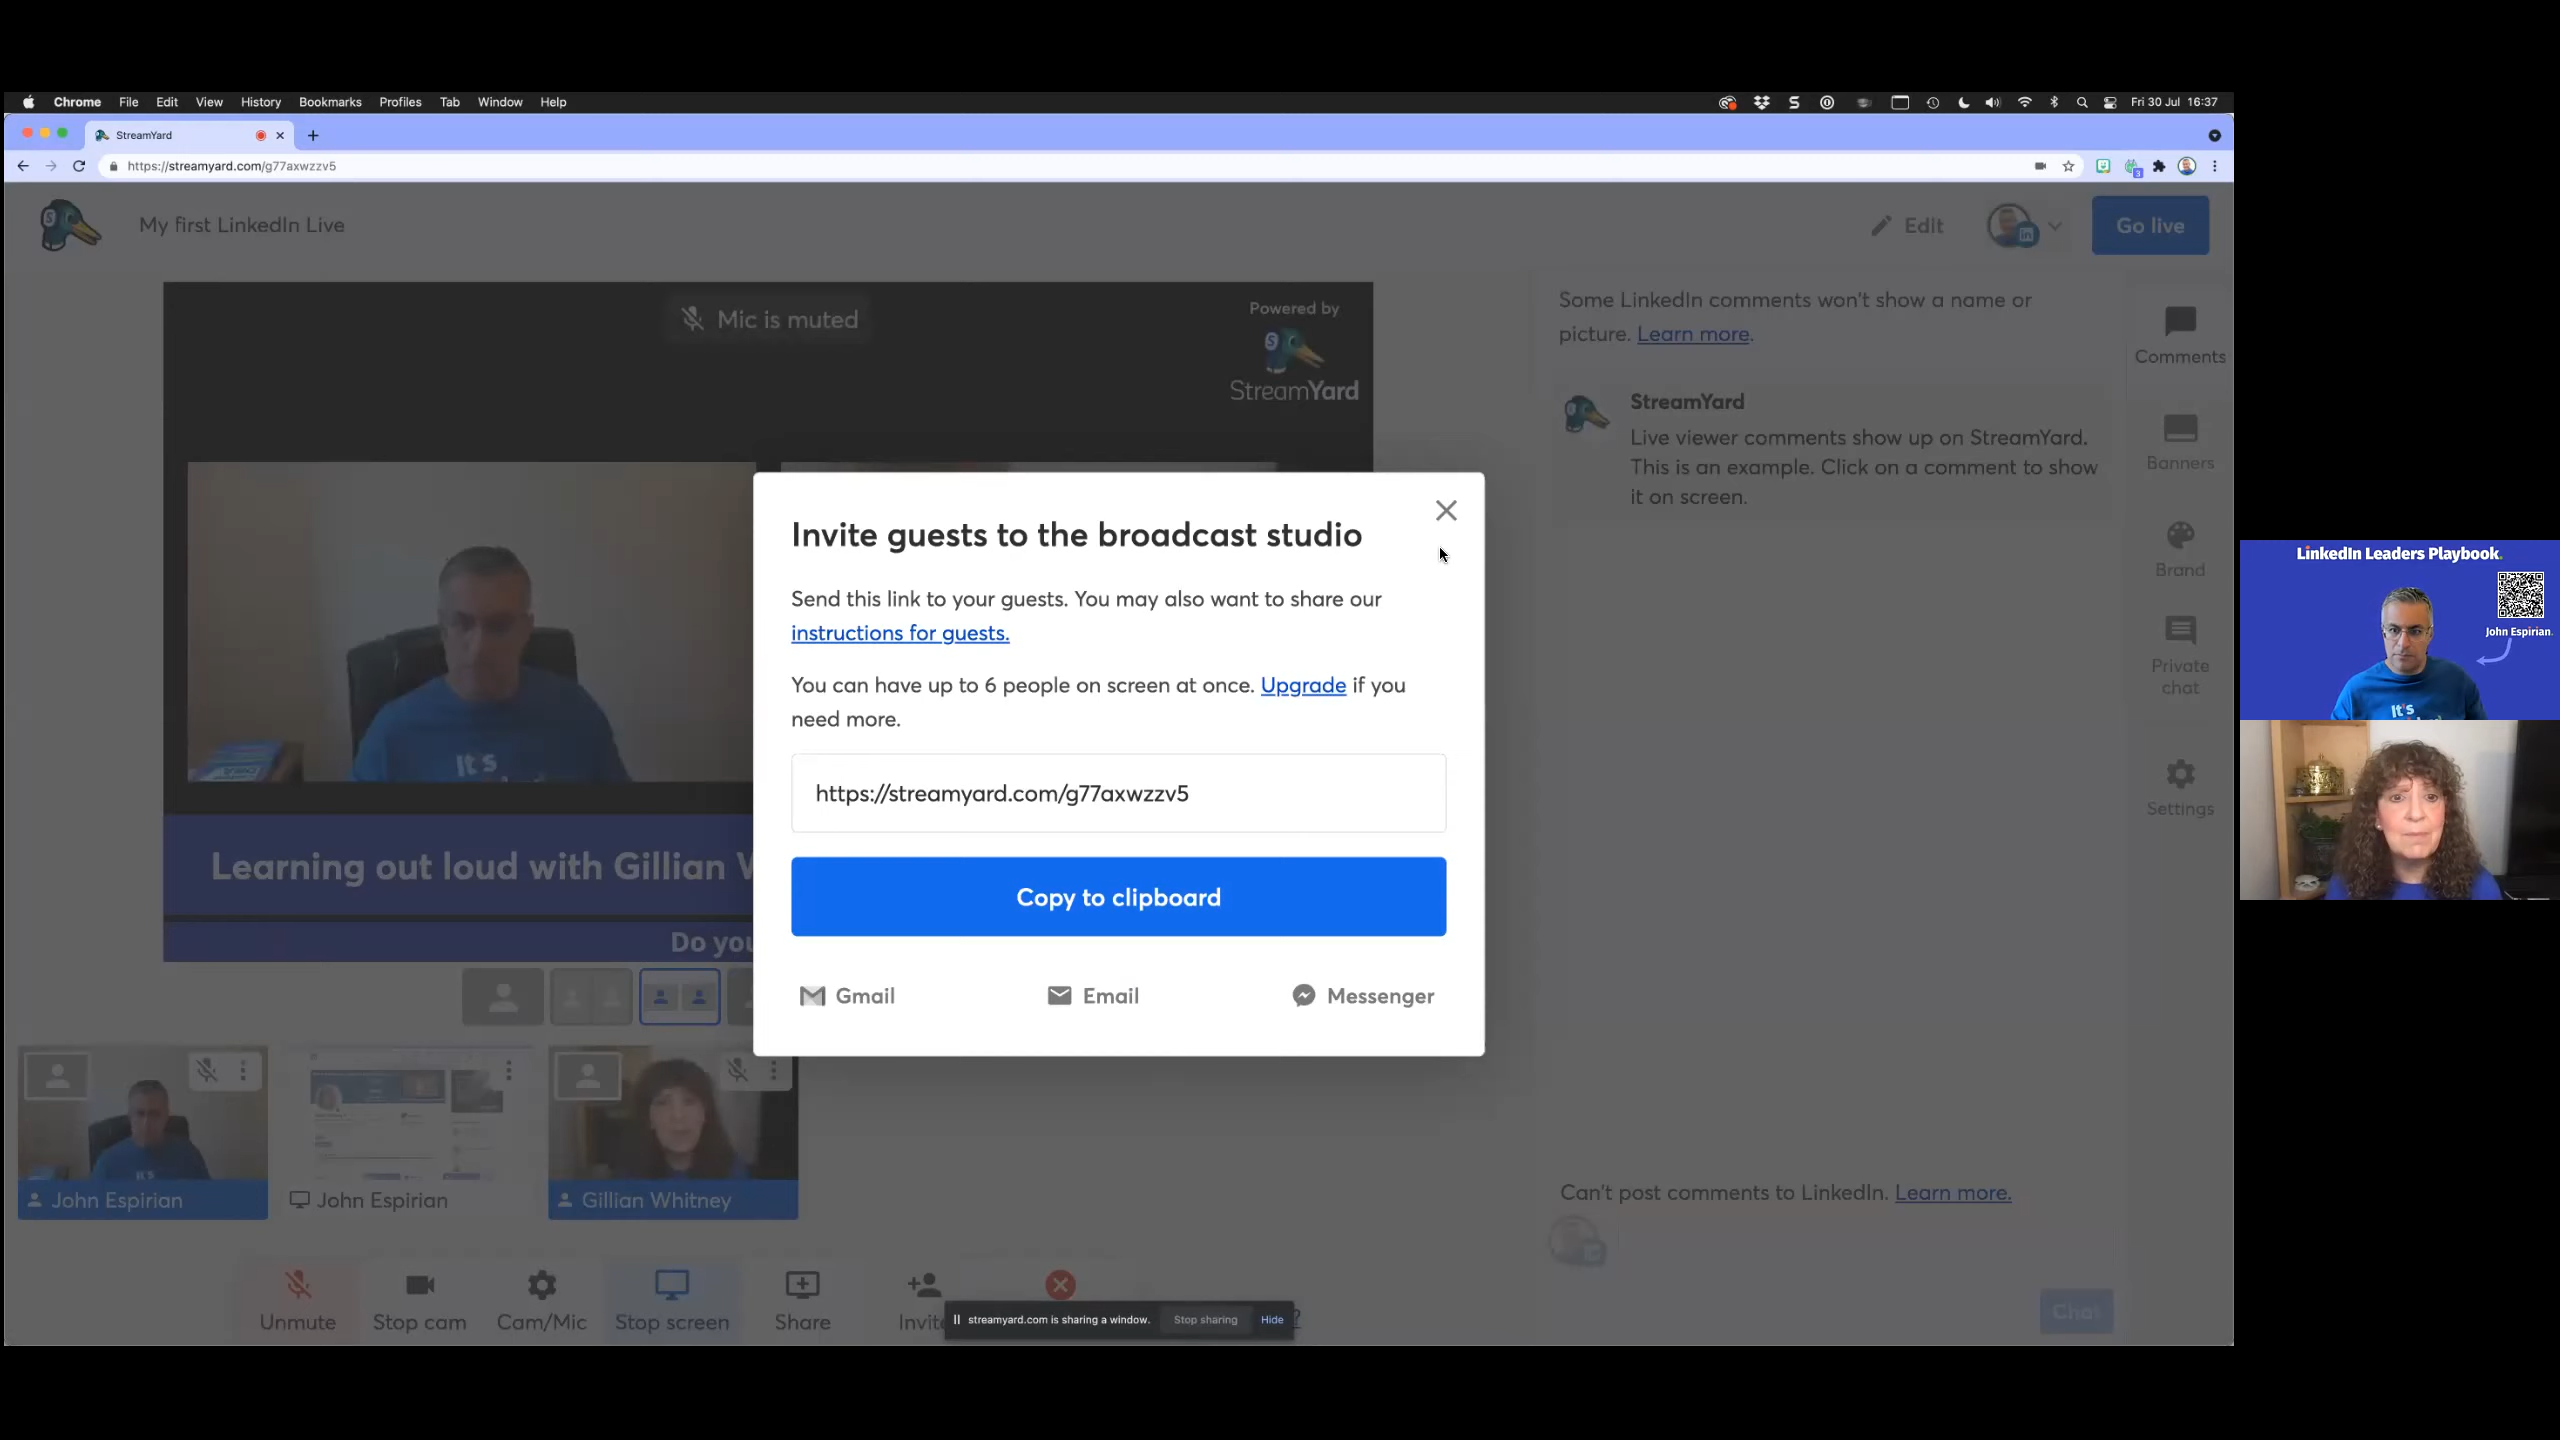 Chrome File Edit View History Bookmarks Profiles Tab Window Help
Fri 30 Jul 16:37
StreamYard
https://streamyard.com/g77axwzzv5
My first LinkedIn Live
Edit
Go live
Mic is muted
Powered by
StreamYard
Some LinkedIn comments won't show a name or
picture. Learn more.
StreamYard
Live viewer comments show up on StreamYard.
This is an example. Click on a comment to show
it on screen.
Comments
Banners
Brand
Private
chat
Settings
Invite guests to the broadcast studio
Send this link to your guests. You may also want to share our
instructions for guests.
You can have up to 6 people on screen at once. Upgrade if you
need more.
https://streamyard.com/g77axwzzv5
Copy to clipboard
Gmail
Email
Messenger
It's
Learning out loud with Gillian W
Do you
John Espirian
John Espirian
Gillian Whitney
Can't post comments to LinkedIn. Learn more.
Chat
Unmute
Stop cam
Cam/Mic
Stop screen
Share
Invite
streamyard.com is sharing a window.
Stop sharing
Hide
LinkedIn Leaders Playbook.
John Espirian.
It's